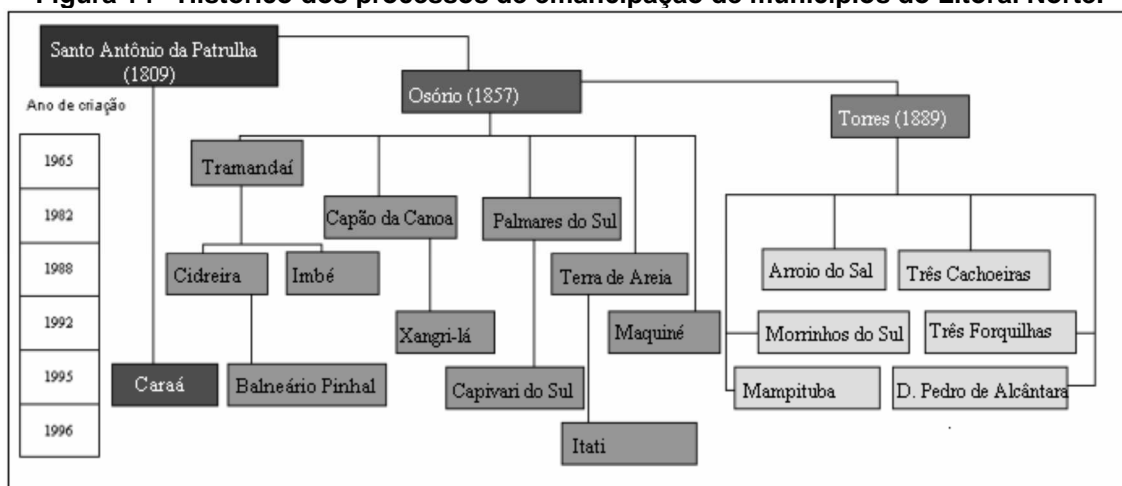 Figura 14- Histórico dos processos de emancipação de municípios do Litoral Norte.
Santo Antônio da Patrulha
(1809)
Osório (1857)
Torres (1889)
Ano de criação
1965
Tramandaí
1982
Capão da Canoa
Palmares do Sul
1988
Cidreira
Imbé
Terra de Areia
Arroio do Sal
Três Cachoeiras
1992
Xangri-lá
Maquiné
Morrinhos do Sul
Três Forquilhas
1995
Caraá
Balneário Pinhal
Capivari do Sul
Mampituba
D. Pedro de Alcântara
1996
Itati